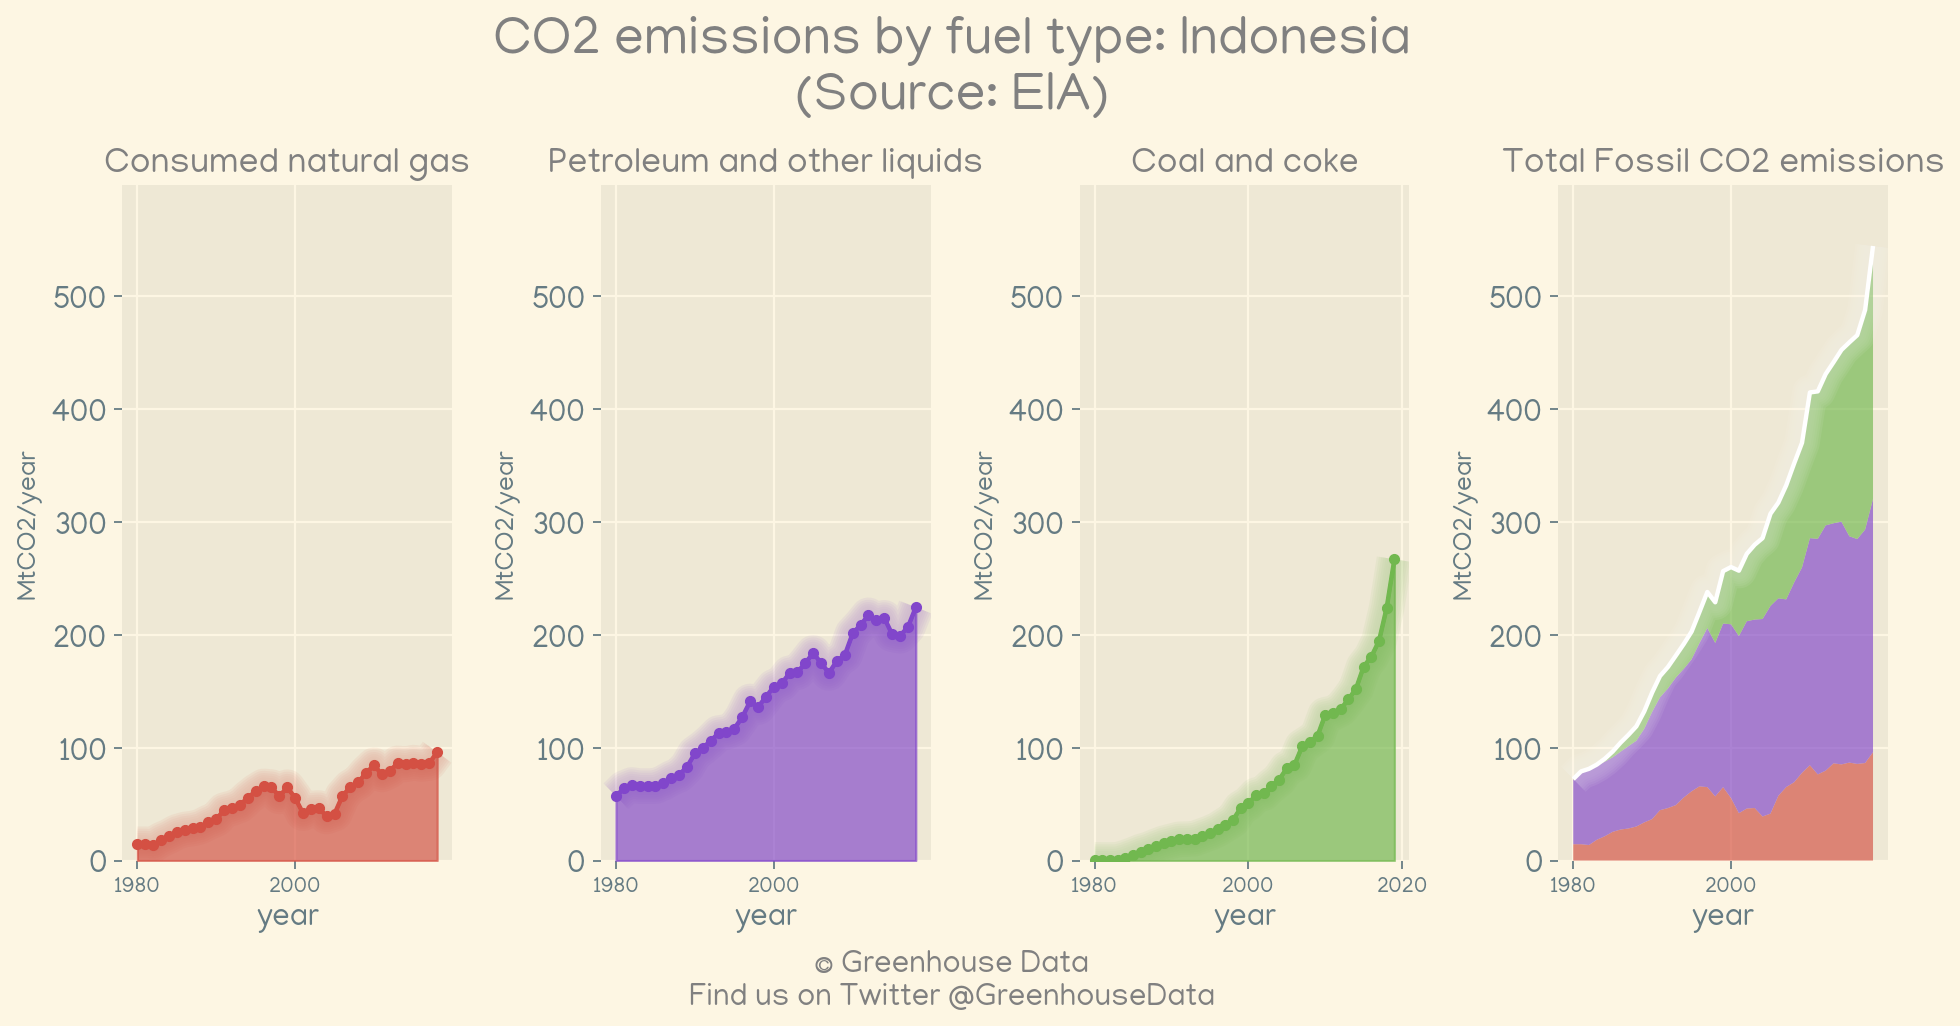 CO2 emissions by fuel type: Indonesia
(Source: EIA)
Consumed natural gas
500
400
300
200
100
0
MtCO2/year
1980 2000
year
Petroleum and other liquids
500
400
300
200
100
0
MtCO2/year
1980 2000
year
Coal and coke
500
400
300
200
100
0
MtCO2/year
1980 2000 2020
year
Total Fossil CO2 emissions
500
400
300
200
100
0
MtCO2/year
1980 2000
year
© Greenhouse Data
Find us on Twitter @GreenhouseData